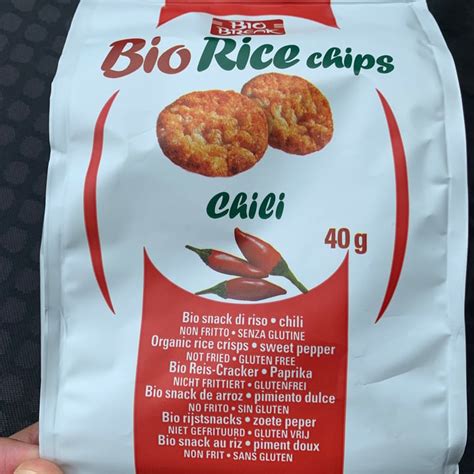 BIO
BREAK
Bio Rice chips
Chili
40 g
Bio snack di riso • chili
NON FRITTO • SENZA GLUTINE
Organic rice crisps • sweet pepper
NOT FRIED • GLUTEN FREE
Bio Reis-Cracker • Paprika
NICHT FRITTIERT • GLUTENFREI
Bio snack de arroz • pimiento dulce
NO FRITO • SIN GLUTEN
Bio rijstsnacks • zoete peper
NIET GEFRITUURD • GLUTEN VRIJ
Bio snack au riz • piment doux
NON FRIT • SANS GLUTEN